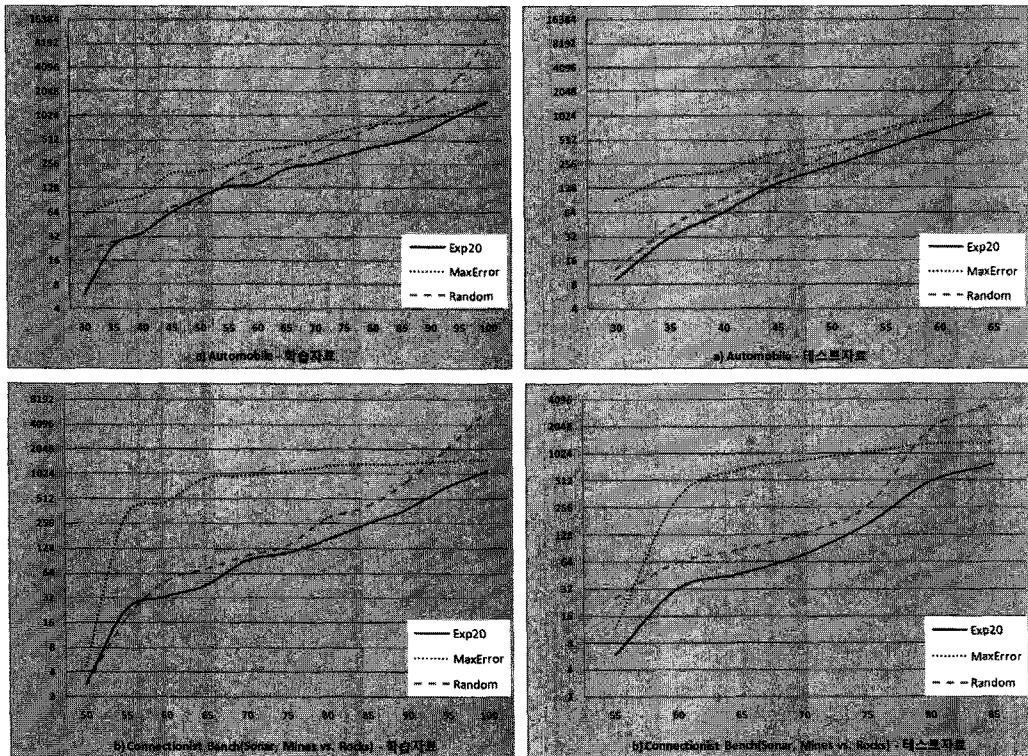 16384
8192
4096
2048
1024
512
256
128
64
32
16
8
4
Exp20
MaxError
Random
30 35 40 45 50 55 60 65 70 75 80 85 90 95 100
a) Automobile - 학습자료
16384
8192
4096
2048
1024
512
256
128
64
32
16
8
4
Exp20
MaxError
Random
30 35 40 45 50 55 60 65
a) Automobile - 테스트자료
8192
4096
2048
1024
512
256
128
64
32
16
8
4
2
Exp20
MaxError
Random
50 55 60 65 70 75 80 85 90 95 100
b) Connectionist Bench(Sonar, Mines vs. Rocks) - 학습자료
4096
2048
1024
512
256
128
64
32
16
8
4
2
Exp20
MaxError
Random
55 60 65 70 75 80 85
b) Connectionist Bench(Sonar, Mines vs. Rocks) - 테스트자료